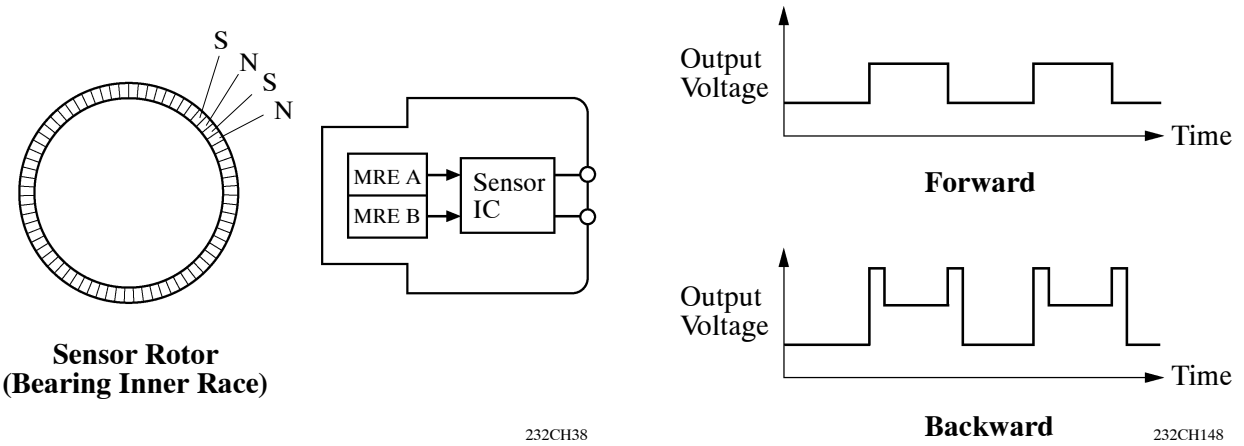 S
N
S
N
MRE A
MRE B
Sensor
IC
Sensor Rotor
(Bearing Inner Race)
232CH38
Output
Voltage
Time
Forward
Output
Voltage
Time
Backward
232CH148